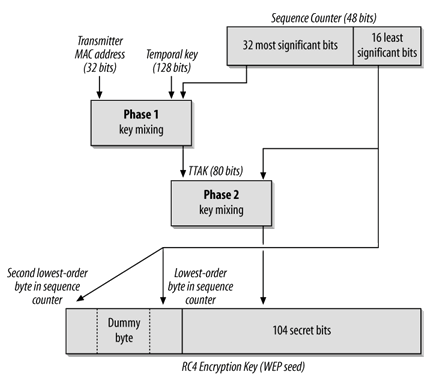 Sequence Counter (48 bits)
Transmitter
MAC address
(32 bits)
Temporal key
(128 bits)
32 most significant bits
16 least
significant bits
Phase 1
key mixing
TTAK (80 bits)
Phase 2
key mixing
Second lowest-order
byte in sequence
counter
Lowest-order
byte in sequence
counter
Dummy
byte
104 secret bits
RC4 Encryption Key (WEP seed)